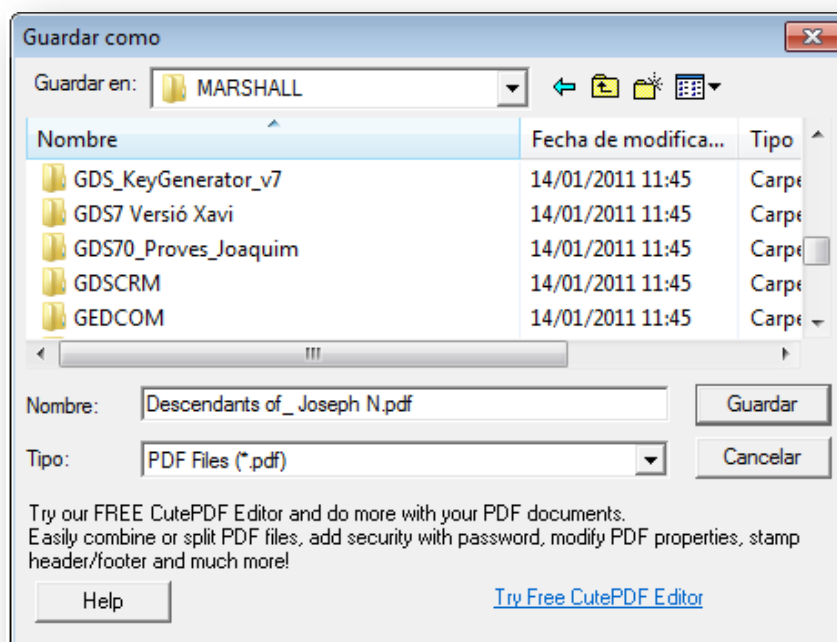 Guardar como
Guardar en: MARSHALL
Nombre Fecha de modifica... Tipo
GDS_KeyGenerator_v7 14/01/2011 11:45 Carpe
GDS7 Versió Xavi 14/01/2011 11:45 Carpe
GDS70_Proves_Joaquim 14/01/2011 11:45 Carpe
GDSCRM 14/01/2011 11:45 Carpe
GEDCOM 14/01/2011 11:45 Carpe
Nombre: Descendants of_ Joseph N.pdf Guardar
Tipo: PDF Files (*.pdf) Cancelar
Try our FREE CutePDF Editor and do more with your PDF documents.
Easily combine or split PDF files, add security with password, modify PDF properties, stamp
header/footer and much more!
Help Try Free CutePDF Editor